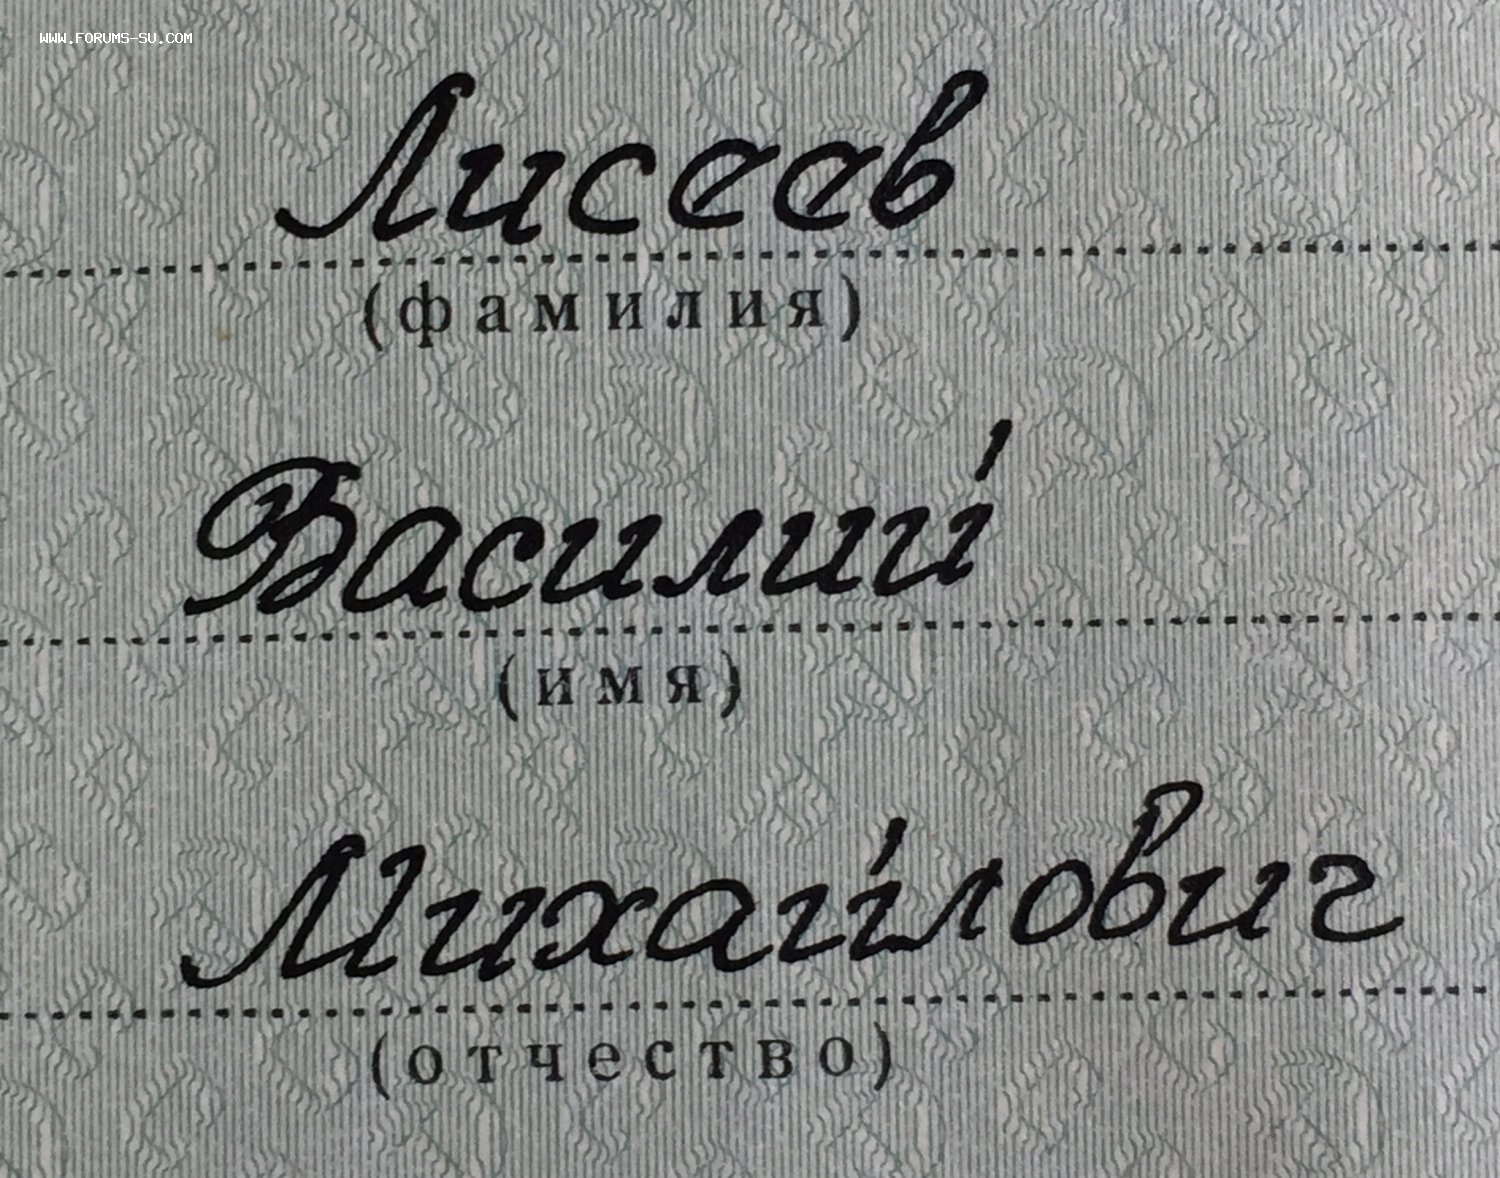 WWW.FORUMS-SU.COM
Лисеев
(фамилия)
Василий
(имя)
Михайлович
(отчество)